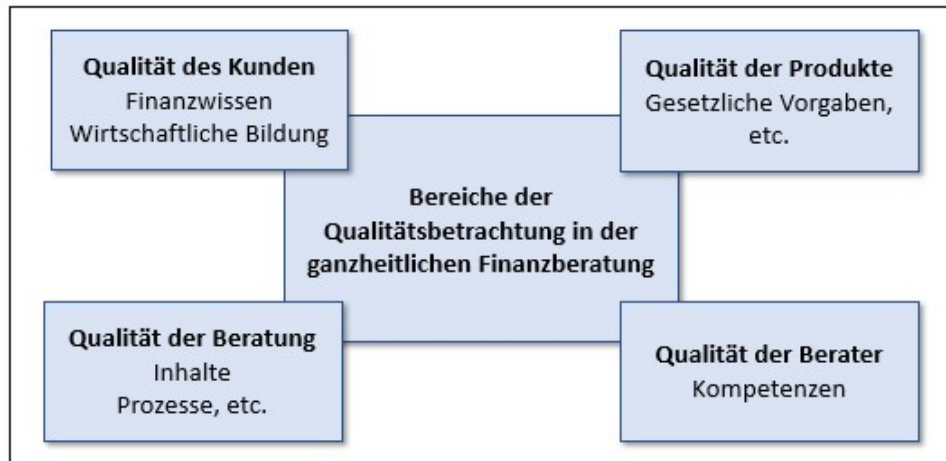 Qualität des Kunden
Finanzwissen
Wirtschaftliche Bildung
Qualität der Produkte
Gesetzliche Vorgaben,
etc.
Bereiche der
Qualitätsbetrachtung in der
ganzheitlichen Finanzberatung
Qualität der Beratung
Inhalte
Prozesse, etc.
Qualität der Berater
Kompetenzen